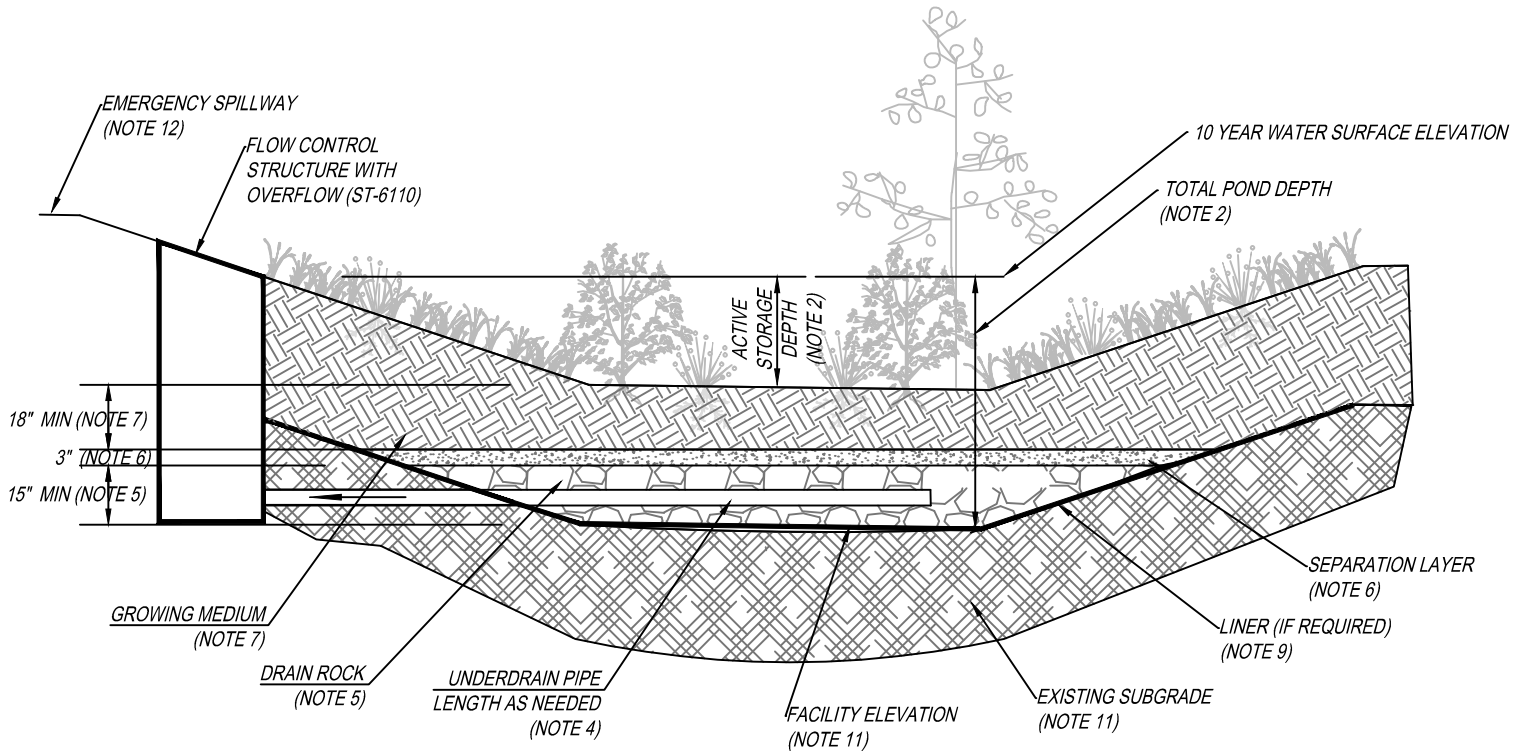 EMERGENCY SPILLWAY
(NOTE 12)
FLOW CONTROL
STRUCTURE WITH
OVERFLOW (ST-6110)
10 YEAR WATER SURFACE ELEVATION
TOTAL POND DEPTH
(NOTE 2)
ACTIVE
STORAGE
DEPTH
(NOTE 2)
18" MIN (NOTE 7)
3" (NOTE 6)
15" MIN (NOTE 5)
SEPARATION LAYER
(NOTE 6)
GROWING MEDIUM
(NOTE 7)
LINER (IF REQUIRED)
(NOTE 9)
DRAIN ROCK
(NOTE 5)
UNDERDRAIN PIPE
LENGTH AS NEEDED
(NOTE 4)
FACILITY ELEVATION
(NOTE 11)
EXISTING SUBGRADE
(NOTE 11)